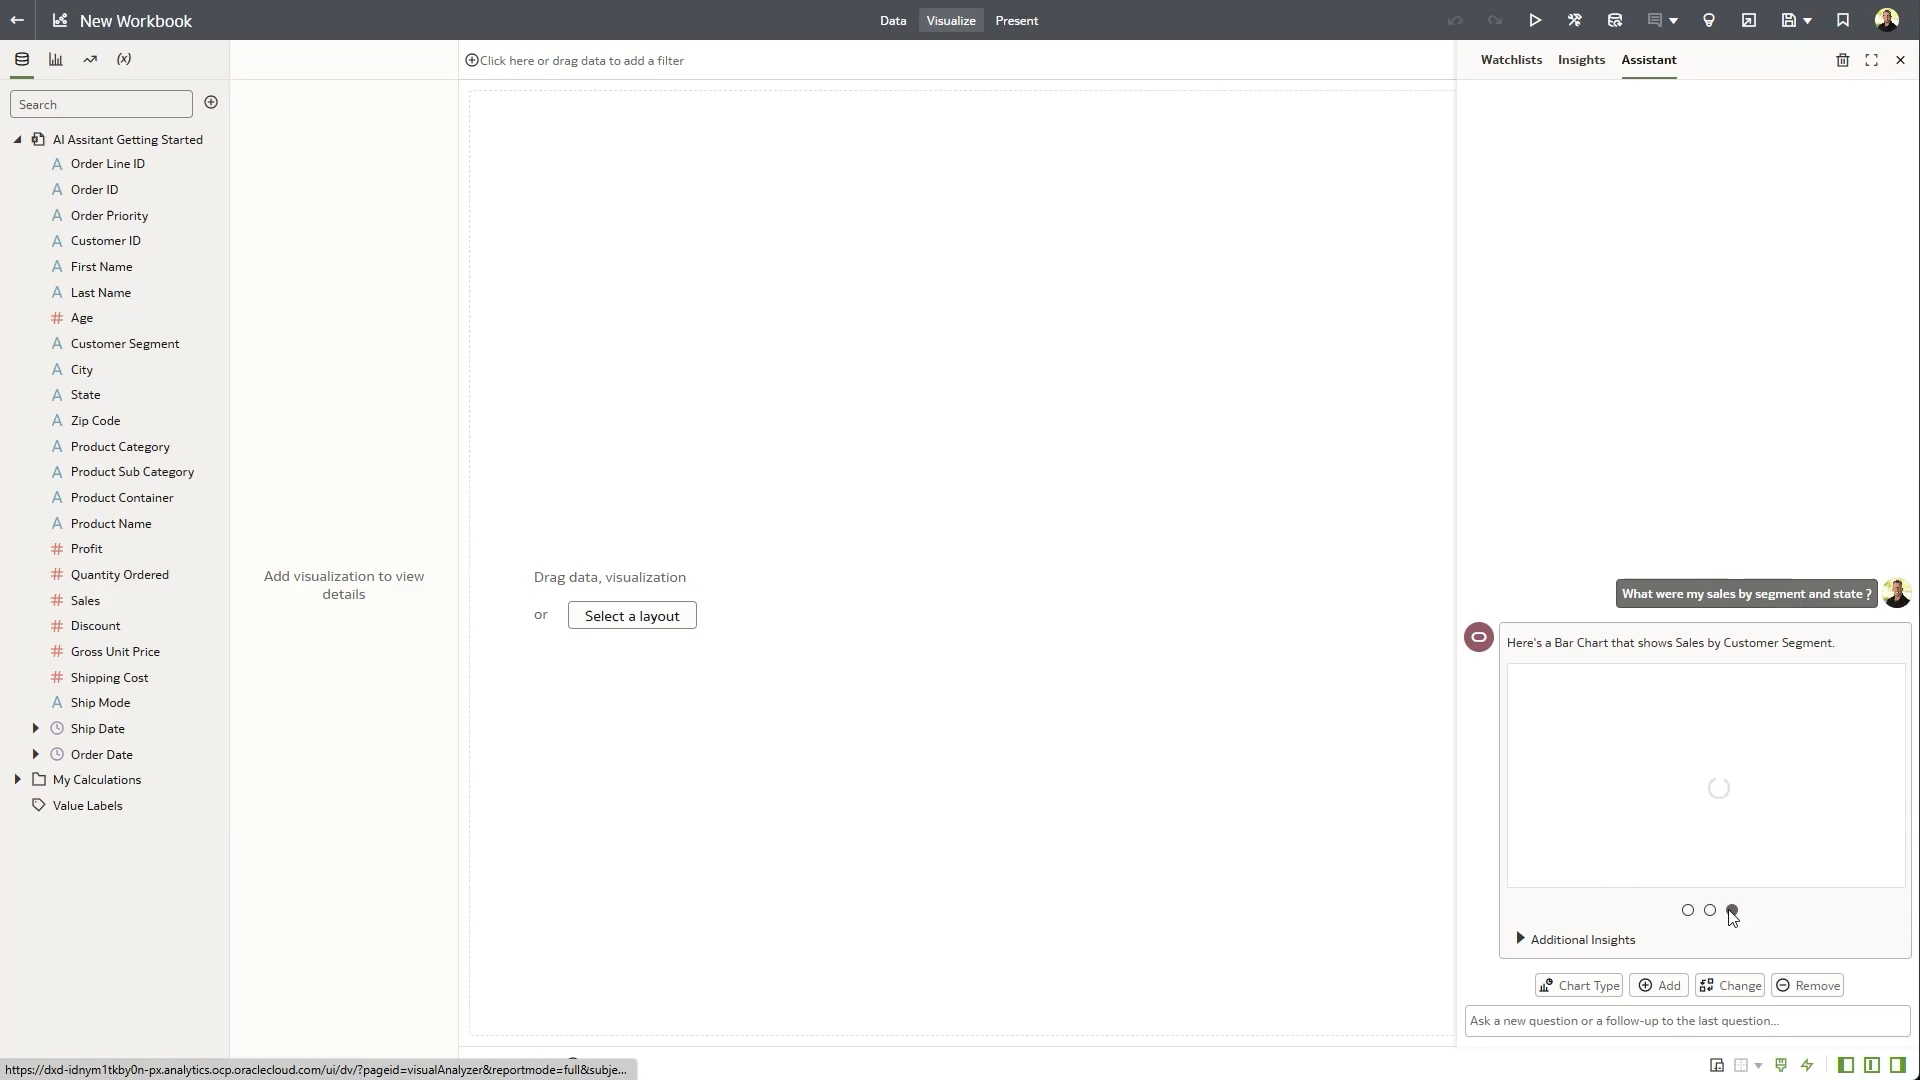 New Workbook
Data
Visualize
Present
(x)
Click here or drag data to add a filter
Watchlists
Insights
Assistant
Search
AI Assitant Getting Started
A Order Line ID
A Order ID
A Order Priority
A Customer ID
A First Name
A Last Name
# Age
A Customer Segment
A City
A State
A Zip Code
A Product Category
A Product Sub Category
A Product Container
A Product Name
# Profit
# Quantity Ordered
# Sales
# Discount
# Gross Unit Price
# Shipping Cost
A Ship Mode
Ship Date
Order Date
My Calculations
Value Labels
Add visualization to view
details
Drag data, visualization
or
Select a layout
What were my sales by segment and state ?
Here's a Bar Chart that shows Sales by Customer Segment.
Additional Insights
Chart Type
Add
Change
Remove
Ask a new question or a follow-up to the last question...
https://dxd-idnym1tkby0n-px.analytics.ocp.oraclecloud.com/ui/dv/?pageid=visualAnalyzer&reportmode=full&subje...